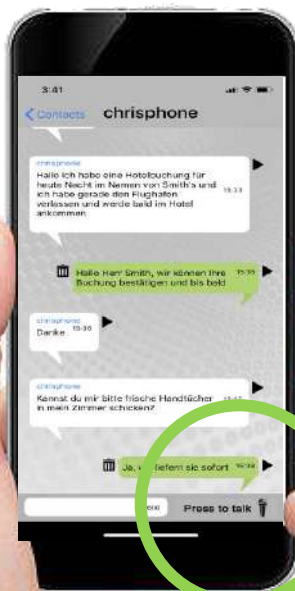 3:41
Contacts
chrisphone
chrisphone
Hallo ich habe eine Hotelbuchung für
heute Nacht im Namen von Smith's und
ich habe gerade den Flughafen
verlassen und werde bald im Hotel
ankommen
Hallo Herr Smith, wir können Ihre
Buchung bestätigen und bis bald
chrisphone
Danke
chrisphone
Kannst du mir bitte frische Handtücher
in mein Zimmer schicken?
Ja, liefern sie sofort
Press to talk